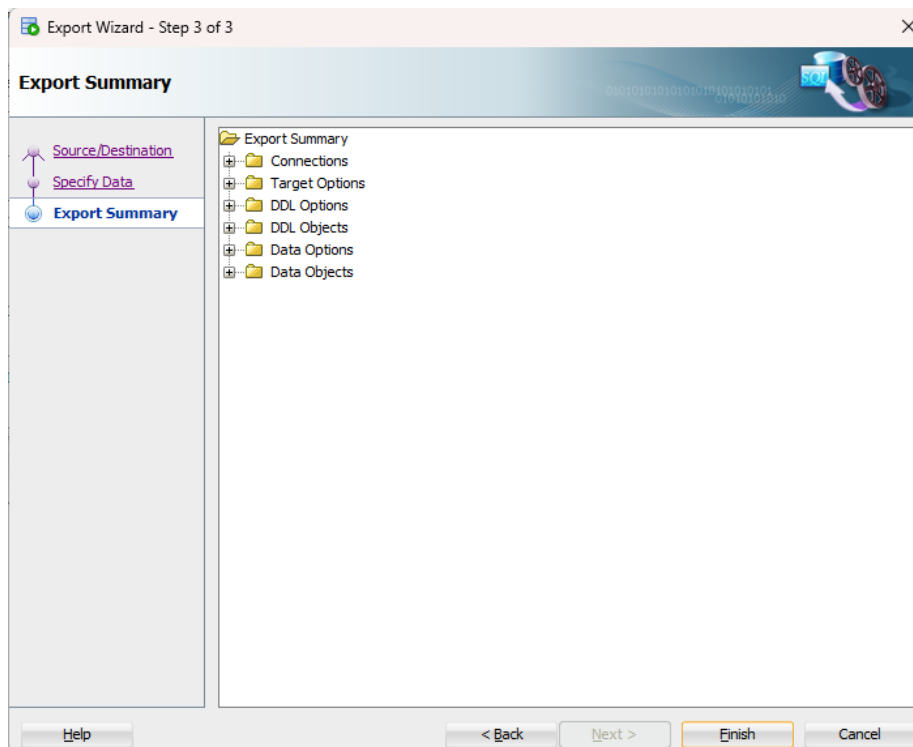 Export Wizard - Step 3 of 3
Export Summary
SQL
Source/Destination
Specify Data
Export Summary
Export Summary
Connections
Target Options
DDL Options
DDL Objects
Data Options
Data Objects
Help
< Back
Next >
Finish
Cancel